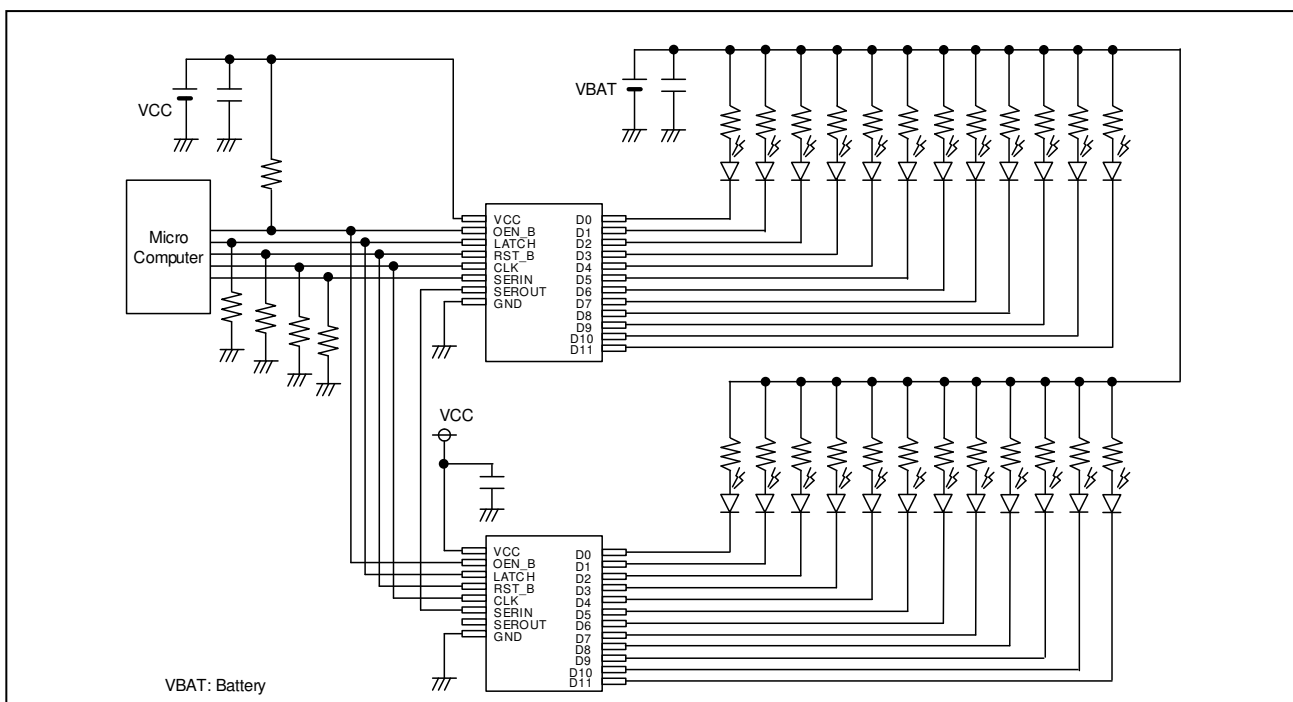 VCC
VBAT
Micro
Computer
VCC
OEN_B
LATCH
RST_B
CLK
SERIN
SEROUT
GND
D0
D1
D2
D3
D4
D5
D6
D7
D8
D9
D10
D11
VCC
VCC
OEN_B
LATCH
RST_B
CLK
SERIN
SEROUT
GND
D0
D1
D2
D3
D4
D5
D6
D7
D8
D9
D10
D11
VBAT: Battery